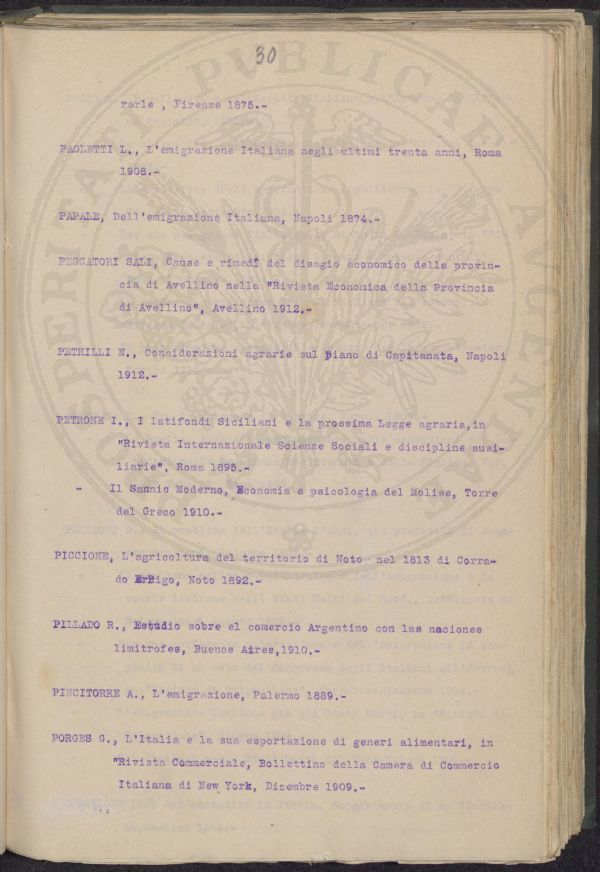 30
rarle , Firenze 1875.-
PAOLETTI L., L'emigrazione Italiana negli ultimi trenta anni, Roma
1908.-
PAPALE, Dell'emigrazione Italiana, Napoli 1874.-
PESCATORI SALI, Cause e rimedî del disagio economico della provin-
cia di Avellino nella "Rivista Economica della Provincia
di Avellino", Avellino 1912.-
PETRILLI N., Considerazioni agrarie sul piano di Capitanata, Napoli
1912.-
PETRONE I., I latifondi Siciliani e la prossima Legge agraria,in
"Rivista Internazionale Scienze Sociali e discipline ausi-
liarie", Roma 1895.-
- Il Sannio Moderno, Economia e psicologia del Molise, Torre
del Greco 1910.-
PICCIONE, L'agricoltura del territorio di Noto nel 1813 di Corra-
do Arrigo, Noto 1892.-
PILLADO R., Estudio sobre el comercio Argentino con las naciones
limitrofes, Buenos Aires,1910.-
PINCITORRE A., L'emigrazione, Palermo 1889.-
PORGES G., L'Italia e la sua esportazione di generi alimentari, in
"Rivista Commerciale, Bollettino della Camera di Commercio
Italiana di New York, Dicembre 1909.-
PROSPERITATI PVBLICAE AVGENDAE